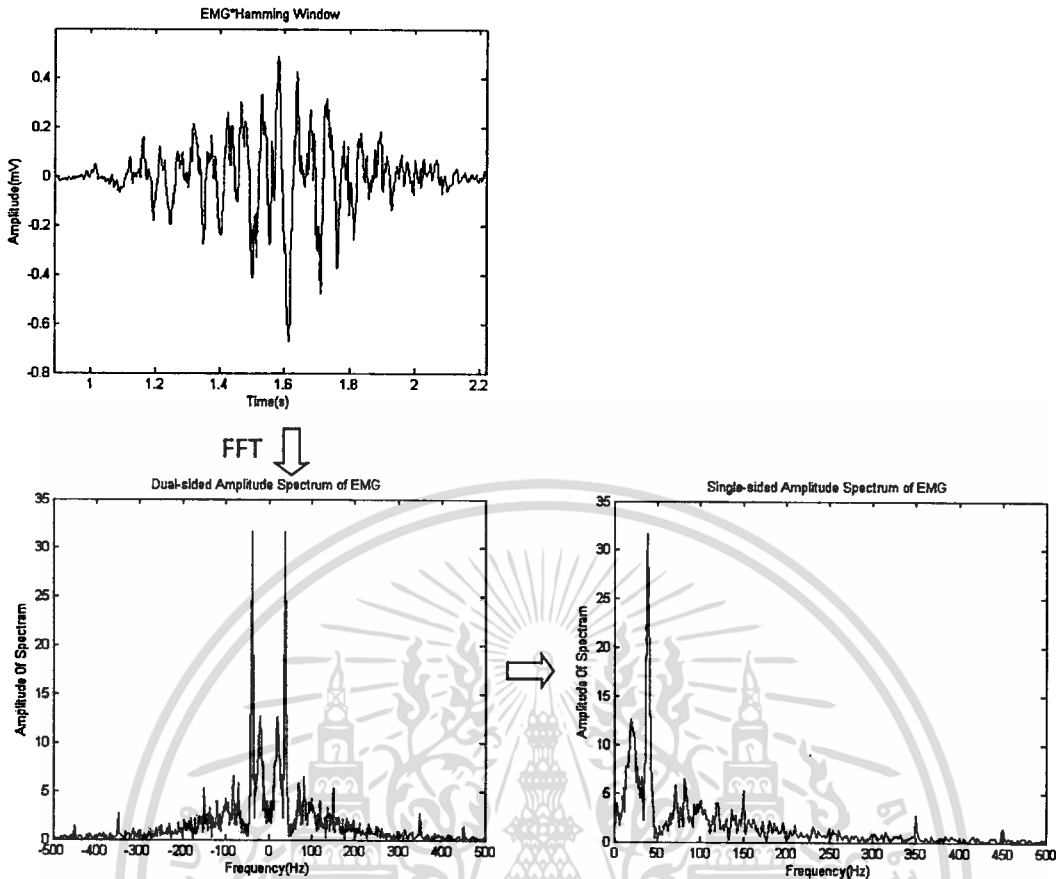 EMG*Hamming Window
Amplitude(mV)
0.4
0.2
0
-0.2
-0.4
-0.6
-0.8
1 1.2 1.4 1.6 1.8 2 2.2
Time(s)
FFT
Dual-sided Amplitude Spectrum of EMG
Amplitude Of Spectrum
35
30
25
20
15
10
5
0
-500 -400 -300 -200 -100 0 100 200 300 400 500
Frequency(Hz)
Single-sided Amplitude Spectrum of EMG
Amplitude Of Spectrum
35
30
25
20
15
10
5
0
0 50 100 150 200 250 300 350 400 450 500
Frequency(Hz)